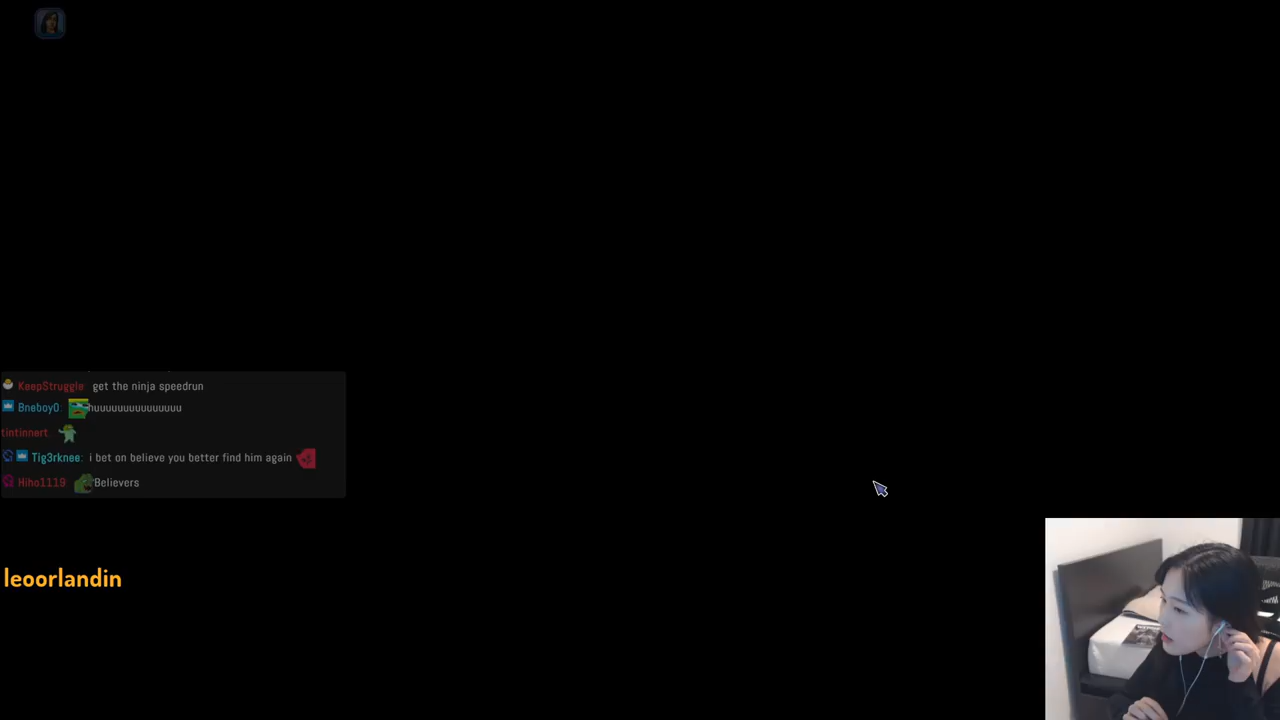 KeepStruggle: get the ninja speedrun
Bneboy0: huuuuuuuuuuuuuuu
tintinnert:
Tig3rknee: i bet on believe you better find him again
Hiho1119: Believers
leoorlandin